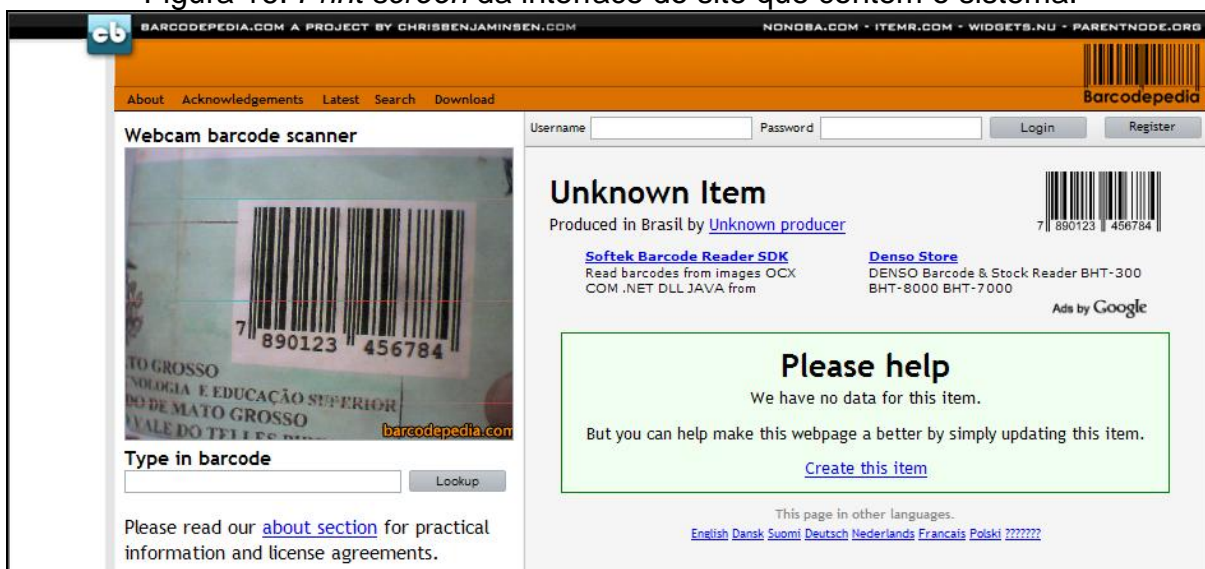 Figura 10. Print screen da interface do site que contém o sistema.
BARCODEPEDIA.COM A PROJECT BY CHRISBENJAMINSEN.COM
NONOBA.COM - ITEMR.COM - WIDGETS.NU - PARENTNODE.ORG
cb
About Acknowledgements Latest Search Download
Barcodepedia
Webcam barcode scanner
7 890123 456784
TO GROSSO
NOLOGIA E EDUCAÇÃO SUPERIOR
DO DE MATO GROSSO
VALE DO TELLES
barcodepedia.com
Type in barcode
Lookup
Please read our about section for practical
information and license agreements.
Username
Password
Login
Register
Unknown Item
Produced in Brasil by Unknown producer
7 890123 456784
Softek Barcode Reader SDK
Read barcodes from images OCX
COM .NET DLL JAVA from
Denso Store
DENSO Barcode & Stock Reader BHT-300
BHT-8000 BHT-7000
Ads by Google
Please help
We have no data for this item.
But you can help make this webpage a better by simply updating this item.
Create this item
This page in other languages.
English Dansk Suomi Deutsch Nederlands Francais Polski ???????